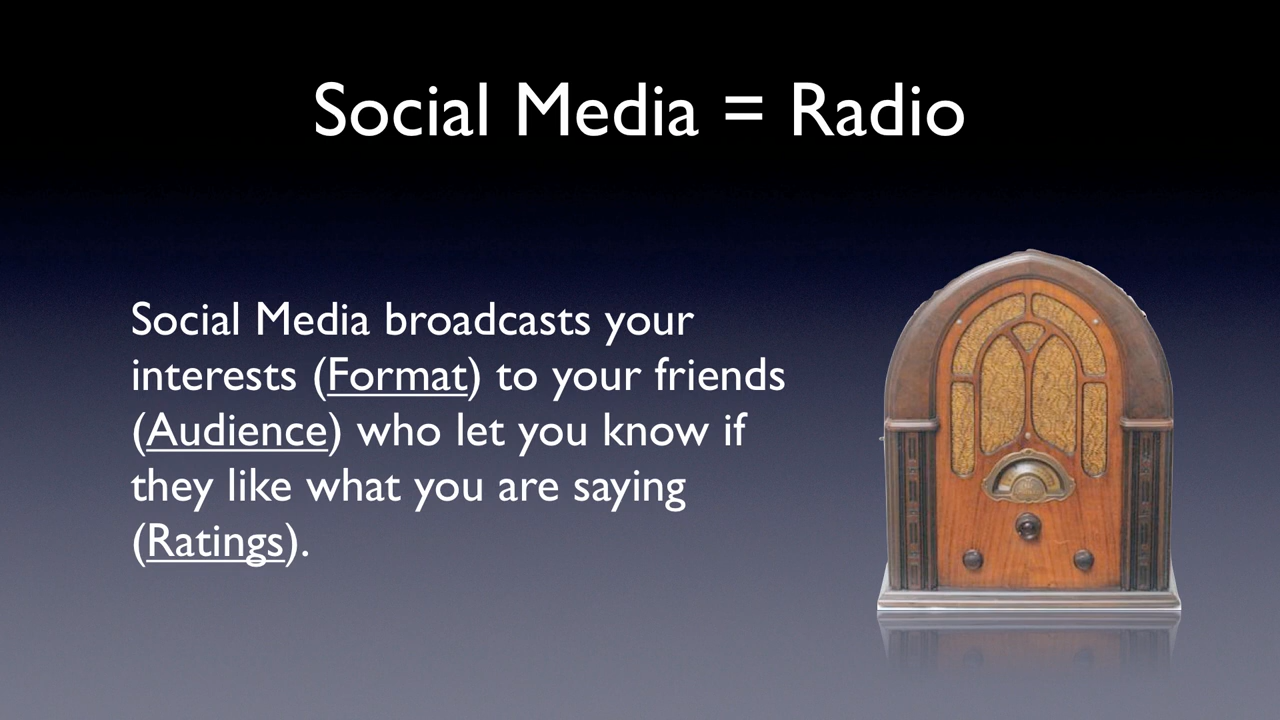 Social Media = Radio
Social Media broadcasts your
interests (Format) to your friends
(Audience) who let you know if
they like what you are saying
(Ratings).